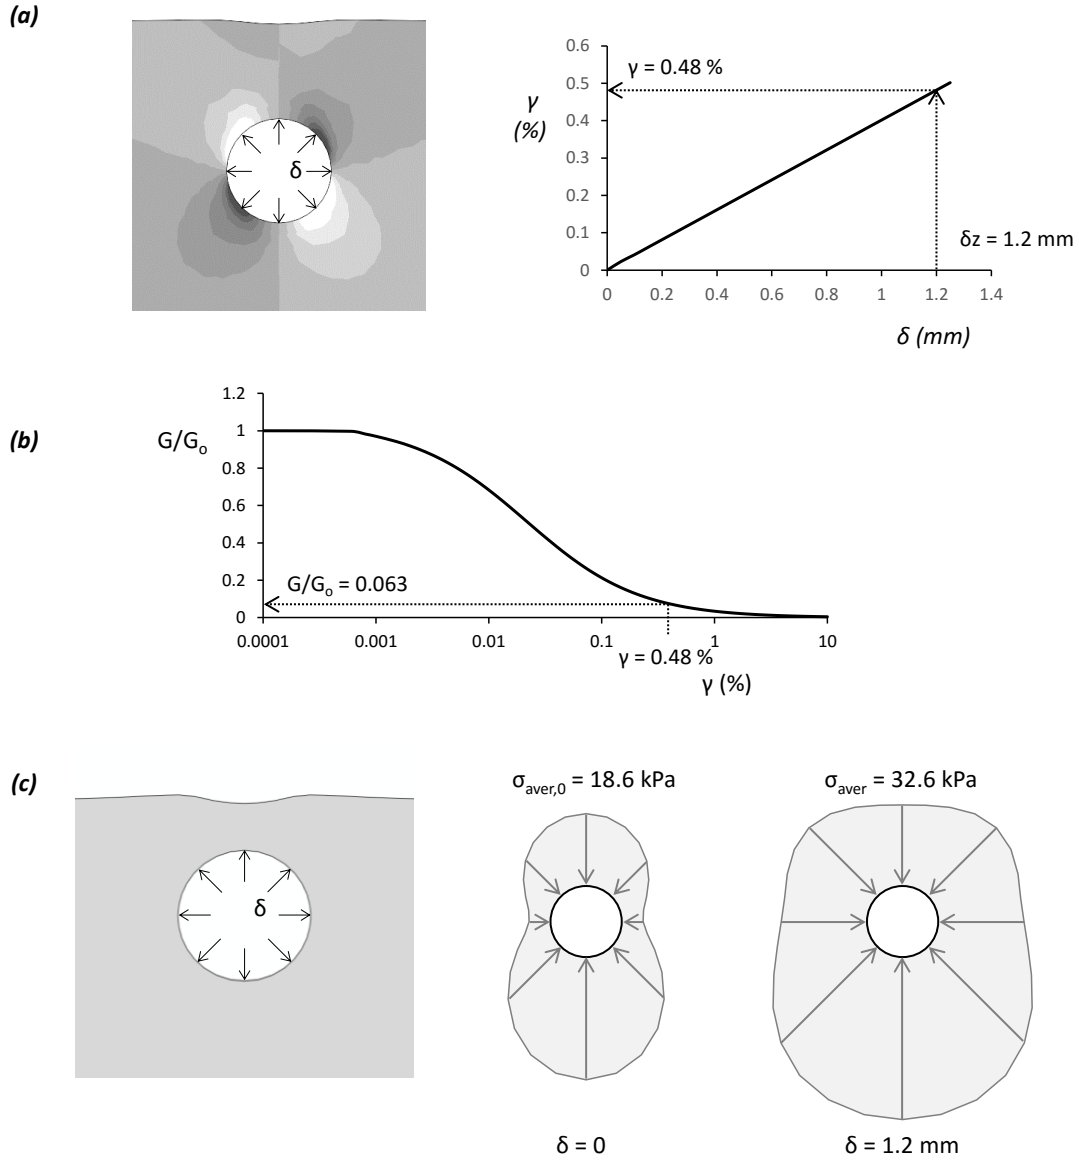 (a)
δ
0.6
0.5
0.4
0.3
0.2
0.1
0
γ
(%)
γ = 0.48 %
δz = 1.2 mm
0 0.2 0.4 0.6 0.8 1 1.2 1.4
δ (mm)
(b)
G/Go
1.2
1
0.8
0.6
0.4
0.2
0
G/Go = 0.063
0.0001 0.001 0.01 0.1 1 10
γ = 0.48 %
γ (%)
(c)
δ
σaver,0 = 18.6 kPa
σaver = 32.6 kPa
δ = 0
δ = 1.2 mm